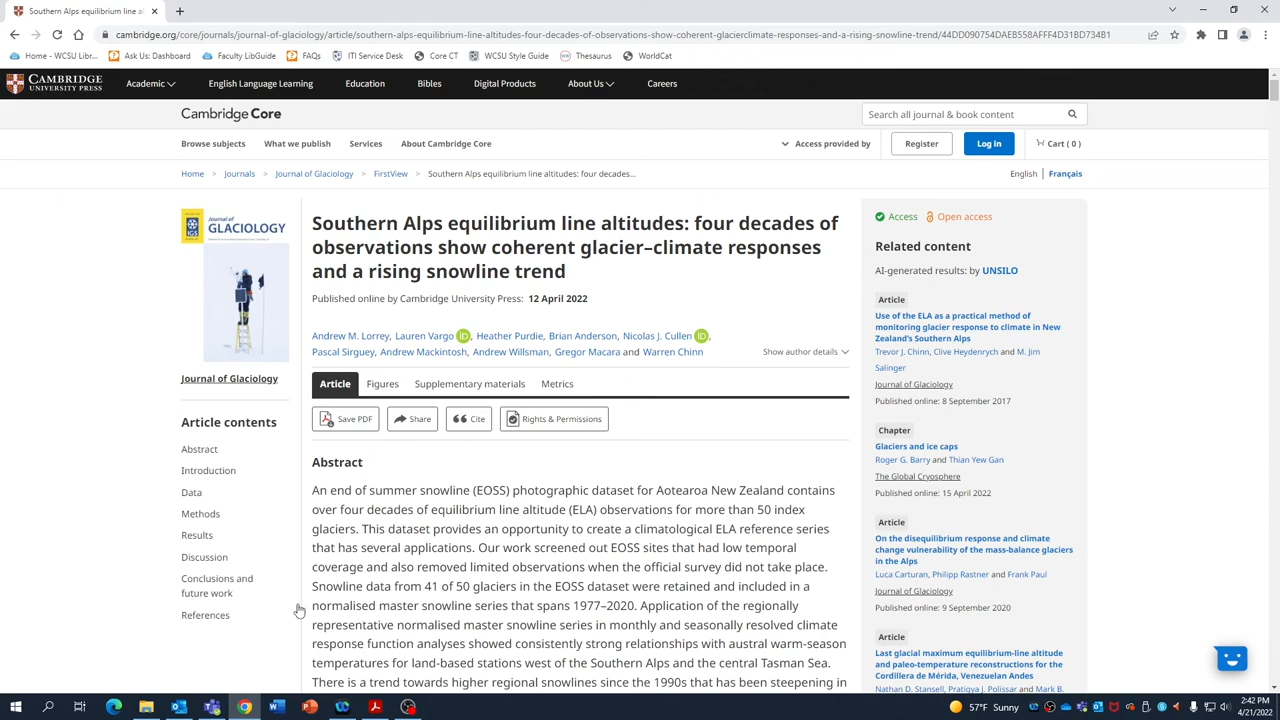 Southern Alps equilibrium line alti
cambridge.org/core/journals/journal-of-glaciology/article/southern-alps-equilibrium-line-altitudes-four-decades-of-observations-show-coherent-glacierclimate-responses-and-a-rising-snowline-trend/44DD090754DAEB558AFFF4D31BD734B1
Home - WCSU Libr... Ask Us: Dashboard Faculty LibGuide FAQs ITI Service Desk Core CT WCSU Style Guide Thesaurus WorldCat
CAMBRIDGE
UNIVERSITY PRESS
Academic English Language Learning Education Bibles Digital Products About Us Careers
Cambridge Core
Search all journal & book content
Browse subjects What we publish Services About Cambridge Core Access provided by Register Log In Cart ( 0 )
Home > Journals > Journal of Glaciology > FirstView > Southern Alps equilibrium line altitudes: four decades...
English | Français
Journal of
GLACIOLOGY
Journal of Glaciology
Article contents
Abstract
Introduction
Data
Methods
Results
Discussion
Conclusions and
future work
References
Southern Alps equilibrium line altitudes: four decades of
observations show coherent glacier–climate responses
and a rising snowline trend
Published online by Cambridge University Press: 12 April 2022
Andrew M. Lorrey, Lauren Vargo iD, Heather Purdie, Brian Anderson, Nicolas J. Cullen iD,
Pascal Sirguey, Andrew Mackintosh, Andrew Willsman, Gregor Macara and Warren Chinn
Show author details
Article Figures Supplementary materials Metrics
Save PDF Share Cite Rights & Permissions
Abstract
An end of summer snowline (EOSS) photographic dataset for Aotearoa New Zealand contains
over four decades of equilibrium line altitude (ELA) observations for more than 50 index
glaciers. This dataset provides an opportunity to create a climatological ELA reference series
that has several applications. Our work screened out EOSS sites that had low temporal
coverage and also removed limited observations when the official survey did not take place.
Snowline data from 41 of 50 glaciers in the EOSS dataset were retained and included in a
normalised master snowline series that spans 1977–2020. Application of the regionally
representative normalised master snowline series in monthly and seasonally resolved climate
response function analyses showed consistently strong relationships with austral warm-season
temperatures for land-based stations west of the Southern Alps and the central Tasman Sea.
There is a trend towards higher regional snowlines since the 1990s that has been steepening in
Access Open access
Related content
AI-generated results: by UNSILO
Article
Use of the ELA as a practical method of
monitoring glacier response to climate in New
Zealand's Southern Alps
Trevor J. Chinn, Clive Heydenrych and M. Jim
Salinger
Journal of Glaciology
Published online: 8 September 2017
Chapter
Glaciers and ice caps
Roger G. Barry and Thian Yew Gan
The Global Cryosphere
Published online: 15 April 2022
Article
On the disequilibrium response and climate
change vulnerability of the mass-balance glaciers
in the Alps
Luca Carturan, Philipp Rastner and Frank Paul
Journal of Glaciology
Published online: 9 September 2020
Article
Last glacial maximum equilibrium-line altitude
and paleo-temperature reconstructions for the
Cordillera de Mérida, Venezuelan Andes
Nathan D. Stansell, Pratigya J. Polissar and Mark B.
57°F Sunny
2:42 PM
4/21/2022